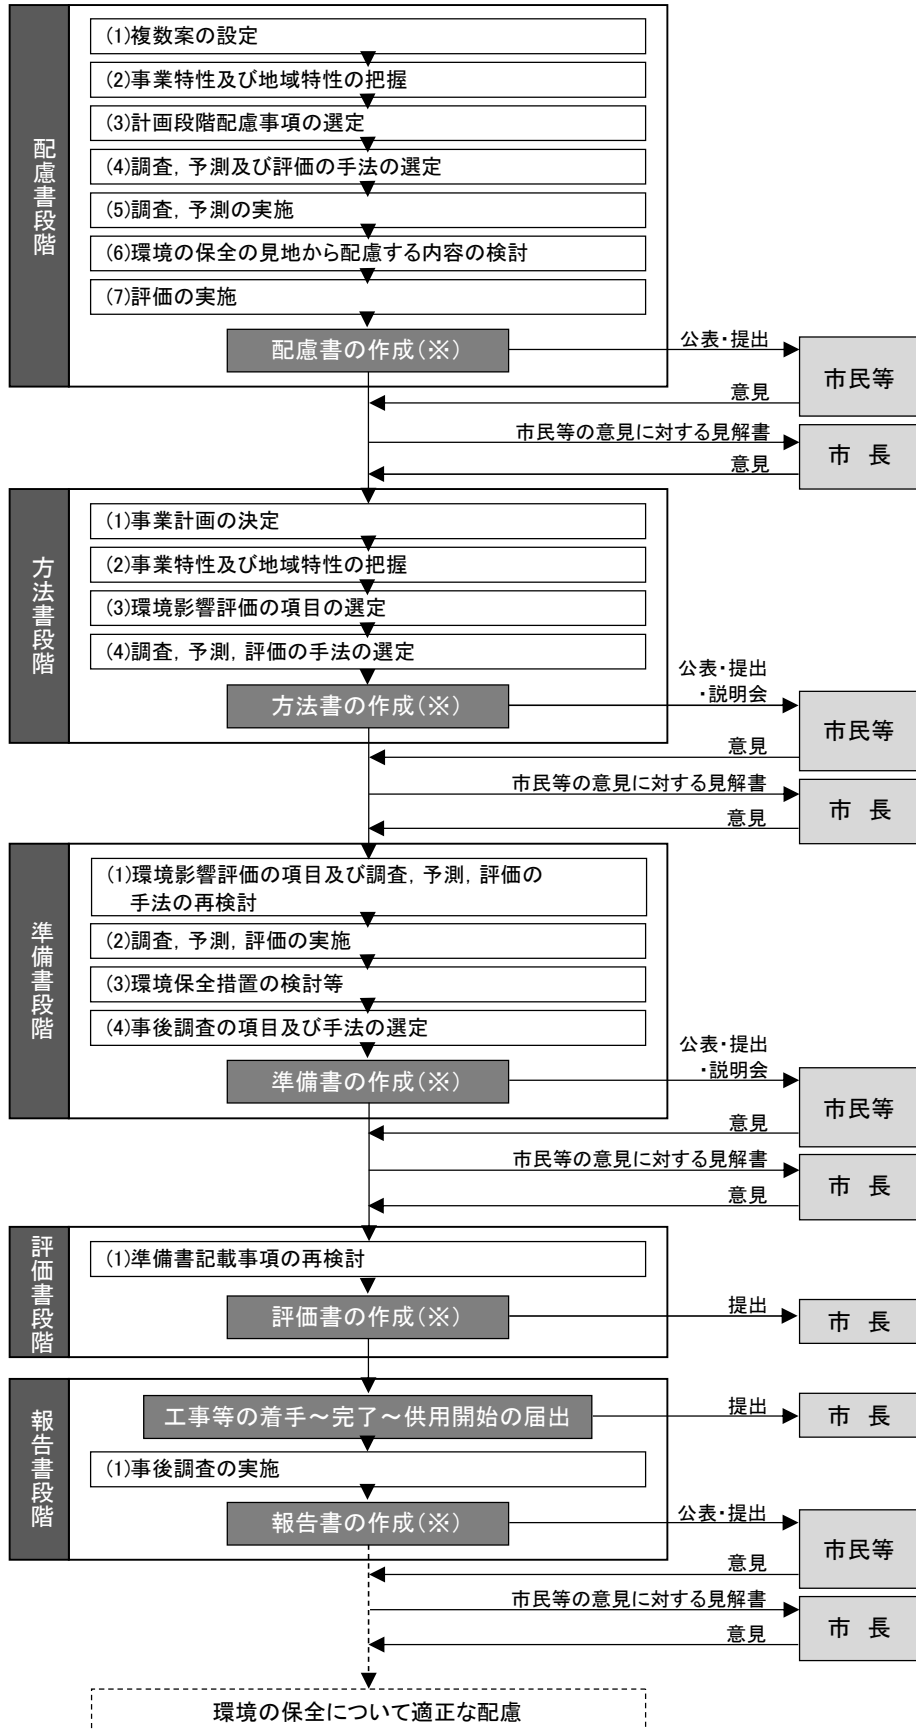 配慮書段階
(1)複数案の設定
(2)事業特性及び地域特性の把握
(3)計画段階配慮事項の選定
(4)調査,予測及び評価の手法の選定
(5)調査,予測の実施
(6)環境の保全の見地から配慮する内容の検討
(7)評価の実施
配慮書の作成(※)
公表・提出
市民等
意見
市民等の意見に対する見解書
市 長
意見
方法書段階
(1)事業計画の決定
(2)事業特性及び地域特性の把握
(3)環境影響評価の項目の選定
(4)調査,予測,評価の手法の選定
方法書の作成(※)
公表・提出
・説明会
市民等
意見
市民等の意見に対する見解書
市 長
意見
準備書段階
(1)環境影響評価の項目及び調査,予測,評価の
手法の再検討
(2)調査,予測,評価の実施
(3)環境保全措置の検討等
(4)事後調査の項目及び手法の選定
準備書の作成(※)
公表・提出
・説明会
市民等
意見
市民等の意見に対する見解書
市 長
意見
評価書段階
(1)準備書記載事項の再検討
評価書の作成(※)
提出
市 長
報告書段階
工事等の着手～完了～供用開始の届出
提出
市 長
(1)事後調査の実施
報告書の作成(※)
公表・提出
市民等
意見
市民等の意見に対する見解書
市 長
意見
環境の保全について適正な配慮